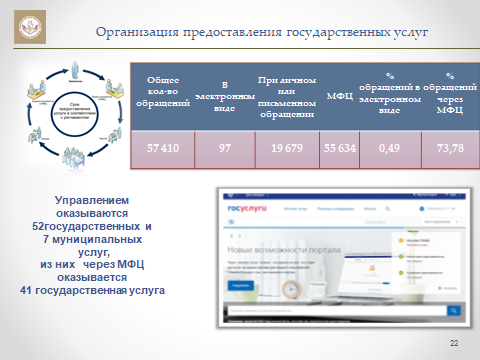 Организация предоставления государственных услуг
Срок
предоставления
услуги в соответствии
с регламентом
Общее
кол-во
обращений
В
электронном
виде
При личном
или
письменном
обращении
МФЦ
%
обращений в
электронном
виде
%
обращений
через
МФЦ
57 410
97
19 679
55 634
0,49
73,78
Управлением
оказываются
52государственных и
7 муниципальных
услуг,
из них через МФЦ
оказывается
41 государственная услуга
госуслуги
Новые возможности портала
22